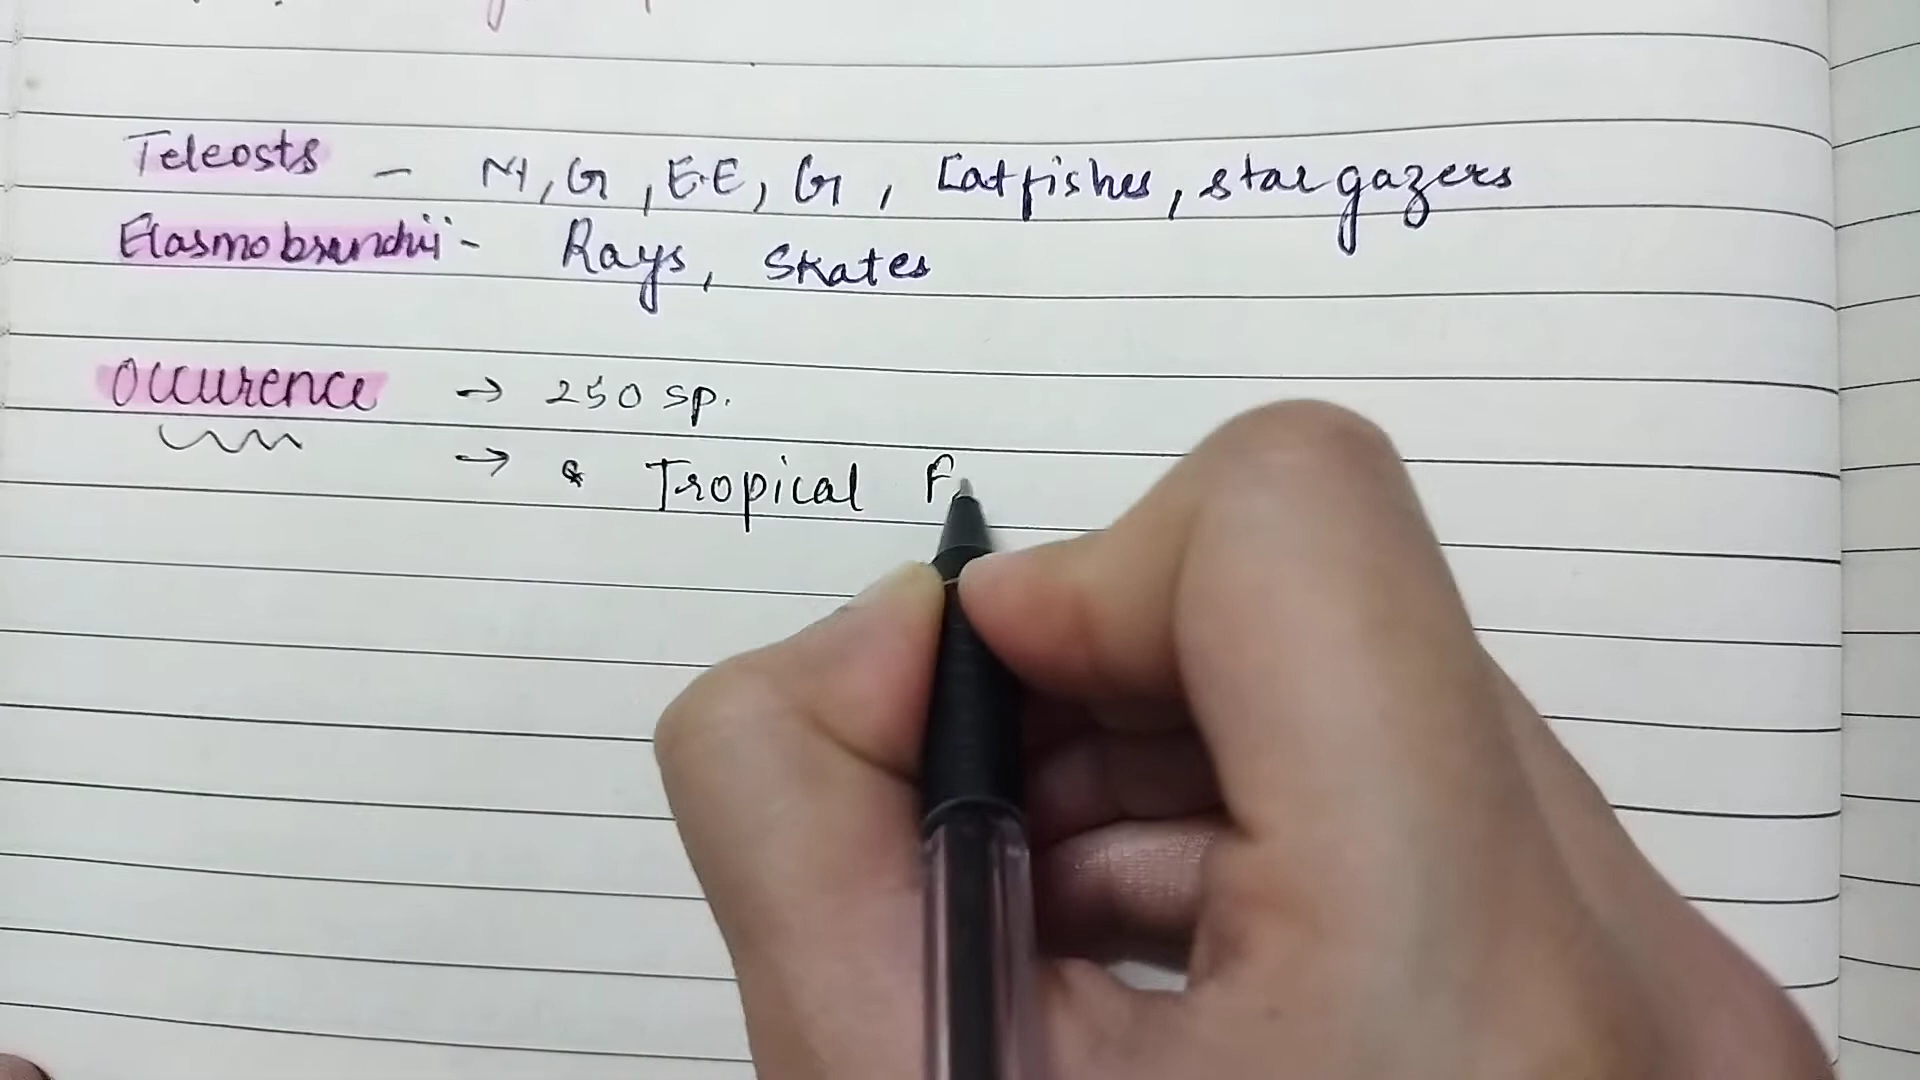 Teleosts - N, G, E.E, G, Catfishes, star gazers
Elasmobranchii - Rays, Skates
Occurence → 250 sp.
→ * Tropical F